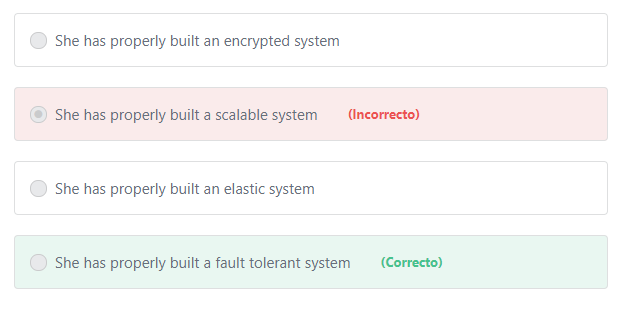 She has properly built an encrypted system
She has properly built a scalable system (Incorrecto)
She has properly built an elastic system
She has properly built a fault tolerant system (Correcto)